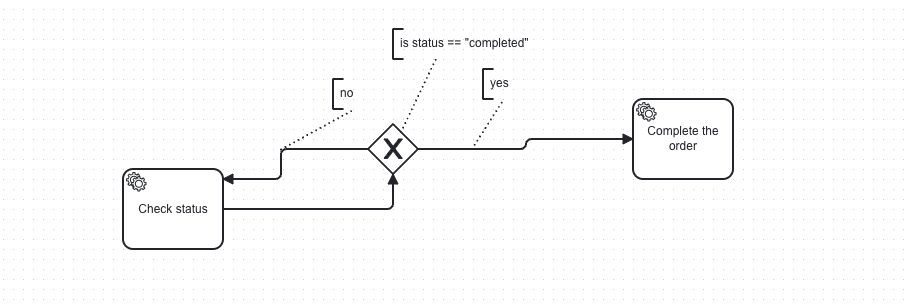 is status == "completed"
no
yes
Complete the
order
Check status